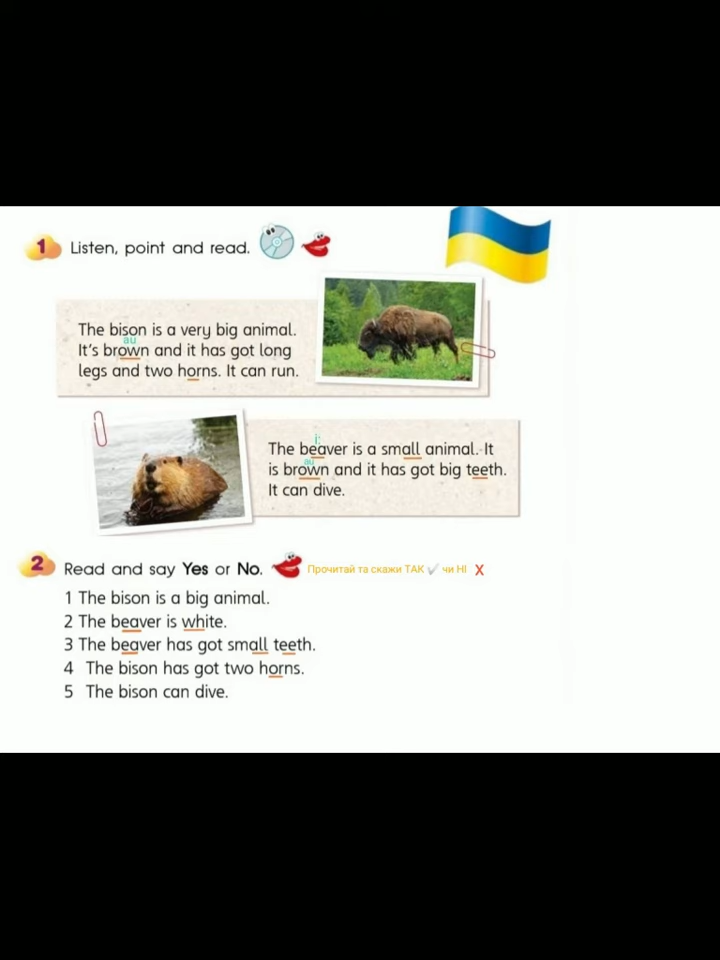 1 Listen, point and read.
The bison is a very big animal.
au
It's brown and it has got long
legs and two horns. It can run.
i:
The beaver is a small animal. It
au
is brown and it has got big teeth.
It can dive.
2 Read and say Yes or No. Прочитай та скажи ТАК ✔ чи НІ X
1 The bison is a big animal.
2 The beaver is white.
3 The beaver has got small teeth.
4 The bison has got two horns.
5 The bison can dive.